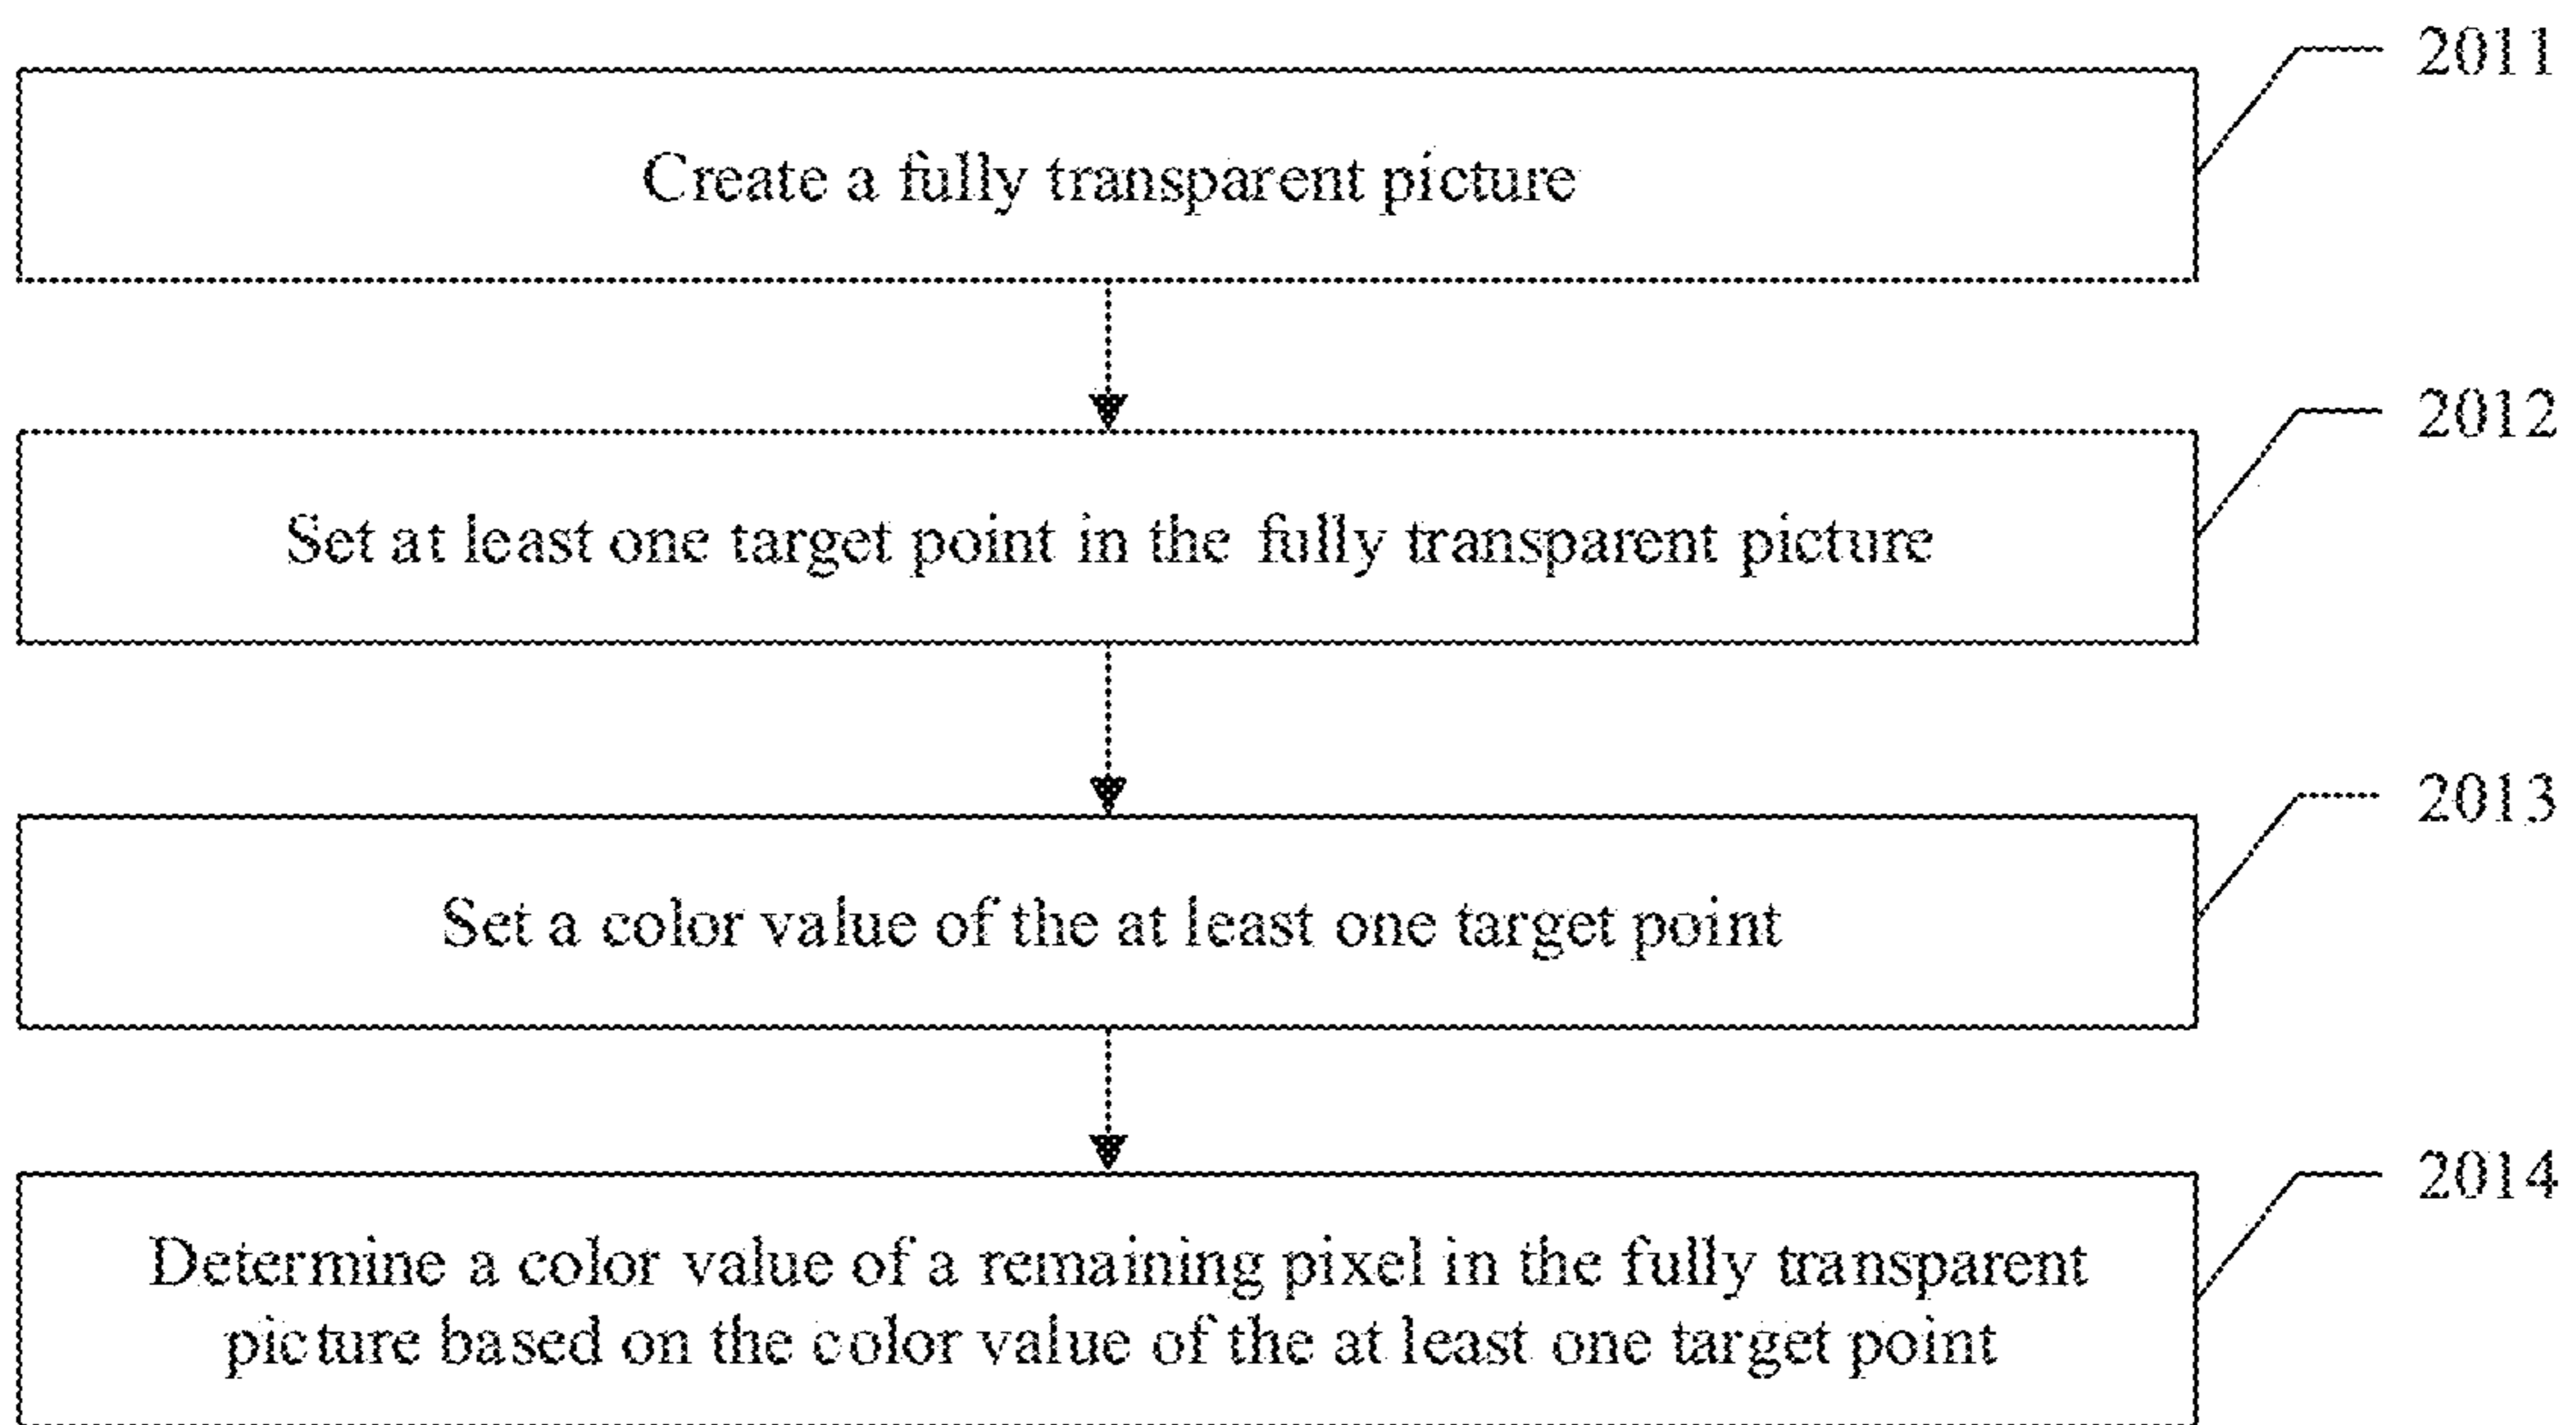 2011
Create a fully transparent picture
2012
Set at least one target point in the fully transparent picture
2013
Set a color value of the at least one target point
2014
Determine a color value of a remaining pixel in the fully transparent
picture based on the color value of the at least one target point